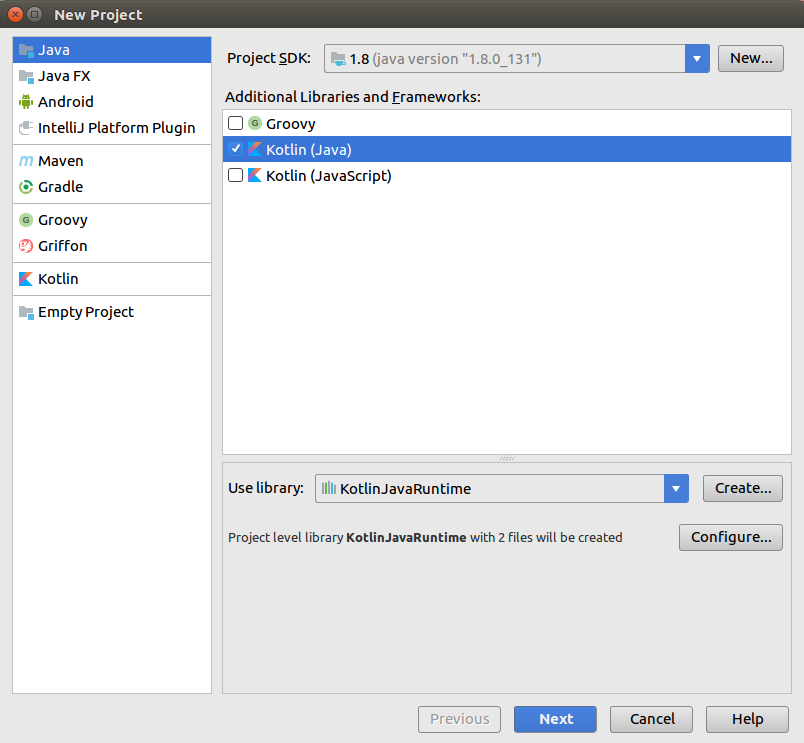 New Project
Java
Java FX
Android
IntelliJ Platform Plugin
Maven
Gradle
Groovy
Griffon
Kotlin
Empty Project
Project SDK: 1.8 (java version "1.8.0_131") New...
Additional Libraries and Frameworks:
Groovy
Kotlin (Java)
Kotlin (JavaScript)
Use library: KotlinJavaRuntime Create...
Project level library KotlinJavaRuntime with 2 files will be created Configure...
Previous Next Cancel Help